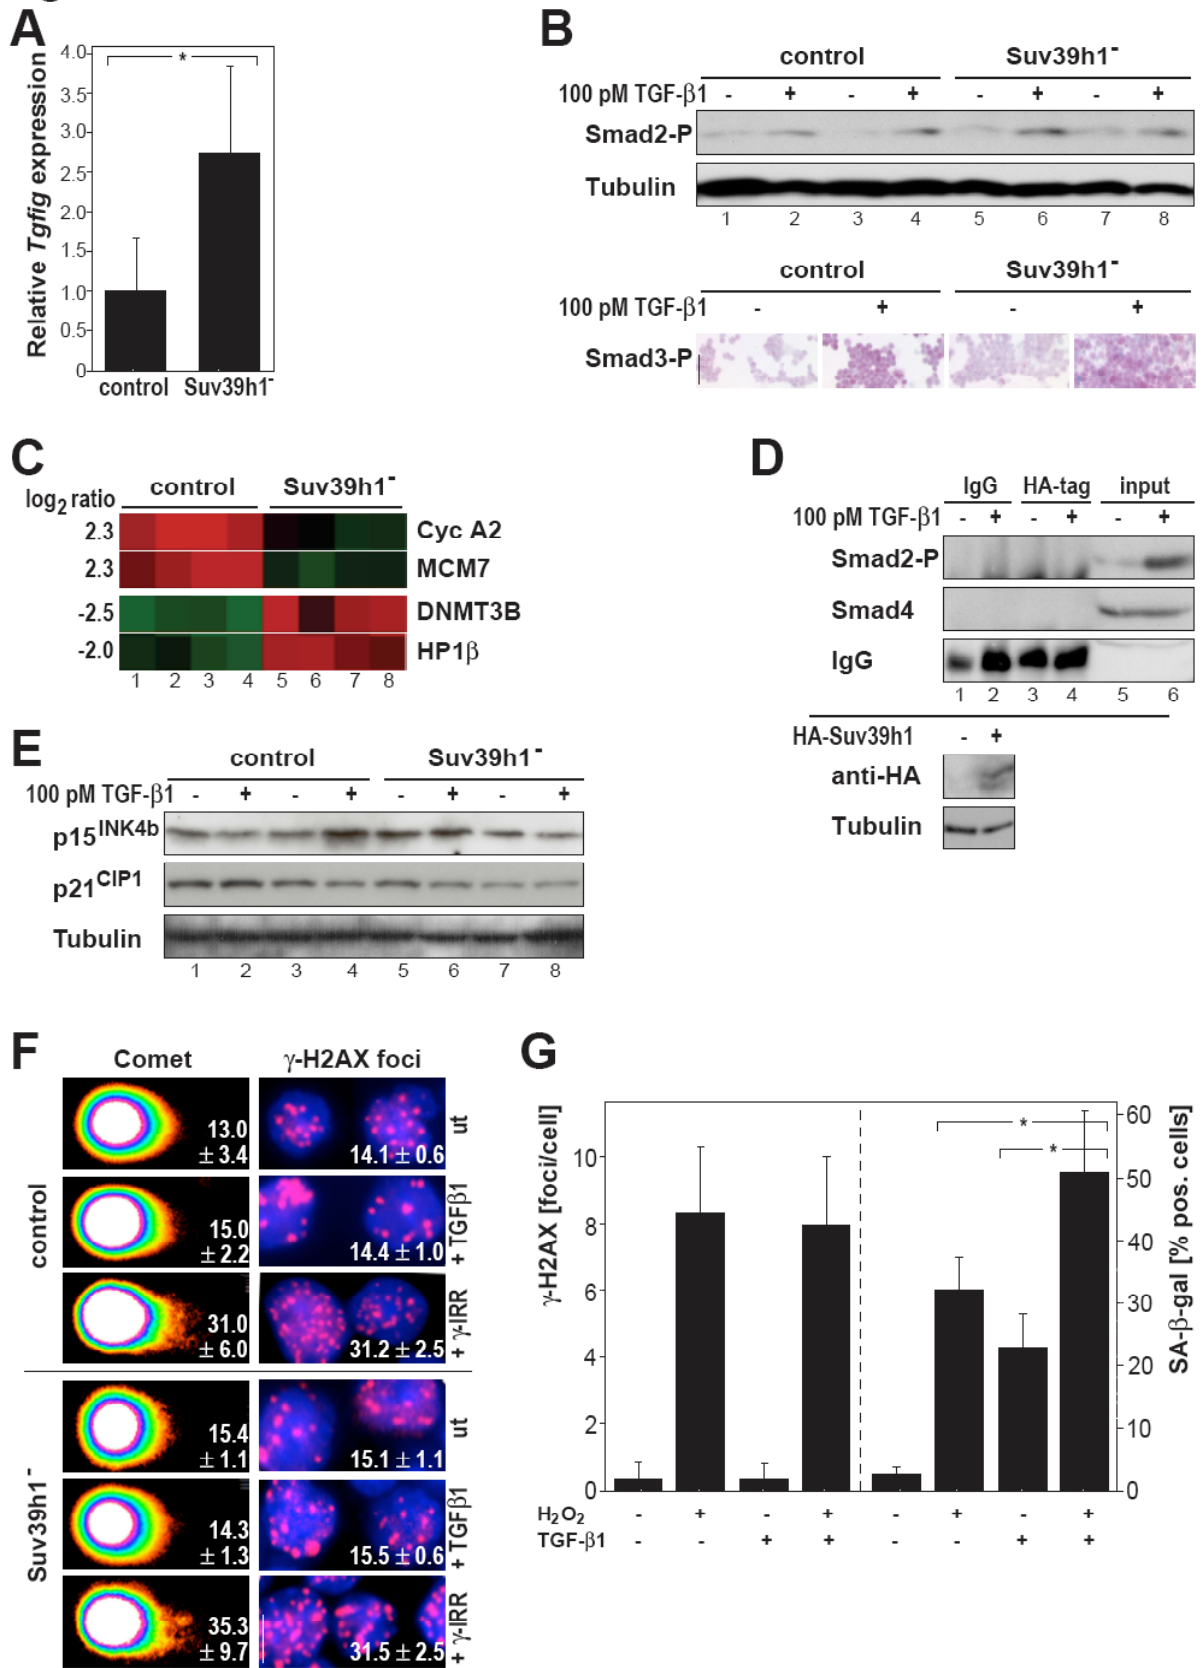 A
4.0
3.5
3.0
2.5
2.0
1.5
1.0
0.5
0
Relative Tgfig expression
*
control Suv39h1-
B
control Suv39h1-
100 pM TGF-β1 - + - + - + - +
Smad2-P
Tubulin
1 2 3 4 5 6 7 8
control Suv39h1-
100 pM TGF-β1 - + - +
Smad3-P
C
log2 ratio control Suv39h1-
2.3 Cyc A2
2.3 MCM7
-2.5 DNMT3B
-2.0 HP1β
1 2 3 4 5 6 7 8
D
IgG HA-tag input
100 pM TGF-β1 - + - + - +
Smad2-P
Smad4
IgG
1 2 3 4 5 6
HA-Suv39h1 - +
anti-HA
Tubulin
E
control Suv39h1-
100 pM TGF-β1 - + - + - + - +
p15INK4b
p21CIP1
Tubulin
1 2 3 4 5 6 7 8
F
Comet γ-H2AX foci
control
13.0
± 3.4 14.1 ± 0.6 ut
15.0
± 2.2 14.4 ± 1.0 + TGFβ1
31.0
± 6.0 31.2 ± 2.5 + γ-IRR
Suv39h1-
15.4
± 1.1 15.1 ± 1.1 ut
14.3
± 1.3 15.5 ± 0.6 + TGFβ1
35.3
± 9.7 31.5 ± 2.5 + γ-IRR
G
γ-H2AX [foci/cell]
10
8
6
4
2
0
*
*
60
50
40
30
20
10
0
SA-β-gal [% pos. cells]
H2O2 - + - + - + - +
TGF-β1 - - + + - - + +